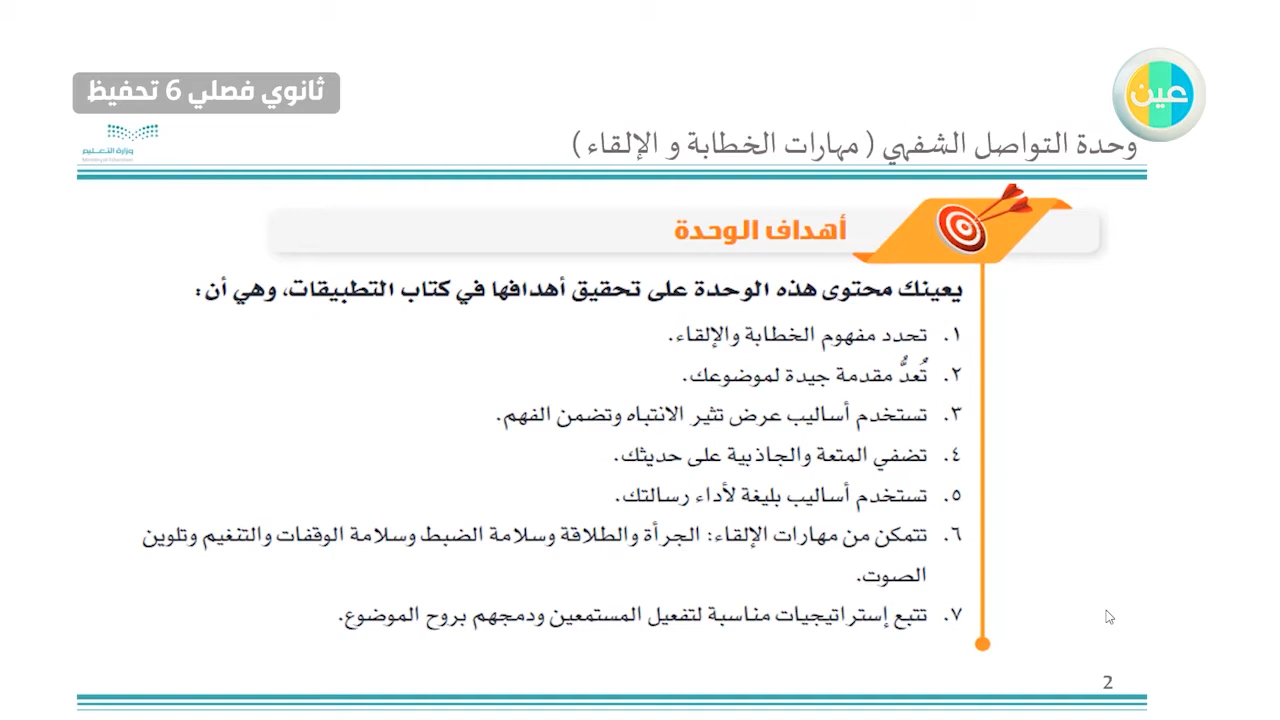 عين
ثانوي فصلي 6 تحفيظ
وزارة التعليم
Ministry of Education
وحدة التواصل الشفهي ( مهارات الخطابة و الإلقاء )
أهداف الوحدة
يعينك محتوى هذه الوحدة على تحقيق أهدافها في كتاب التطبيقات، وهي أن:
١. تحدد مفهوم الخطابة والإلقاء.
٢. تُعدُّ مقدمة جيدة لموضوعك.
٣. تستخدم أساليب عرض تثير الانتباه وتضمن الفهم.
٤. تضفي المتعة والجاذبية على حديثك.
٥. تستخدم أساليب بليغة لأداء رسالتك.
٦. تتمكن من مهارات الإلقاء: الجرأة والطلاقة وسلامة الضبط وسلامة الوقفات والتنغيم وتلوين
الصوت.
٧. تتبع إستراتيجيات مناسبة لتفعيل المستمعين ودمجهم بروح الموضوع.
2